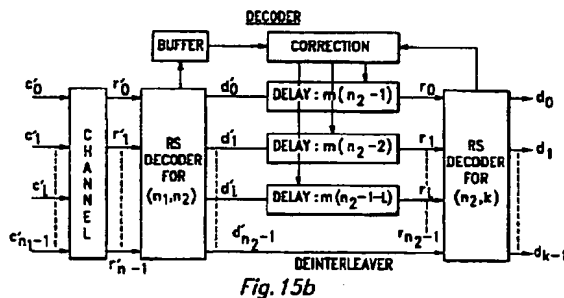 DECODER
BUFFER
CORRECTION
c'0 r'0 d'0 DELAY : m(n2-1) r0 d0
c'1 r'1 d'1 DELAY : m(n2-2) r1 d1
c'L d'L DELAY : m(n2-1-L) rL
c'n1-1 r'n-1 d'n2-1 rn2-1 dk-1
CHANNEL
RS
DECODER
FOR
(n1,n2)
RS
DECODER
FOR
(n2,k)
DEINTERLEAVER
Fig. 15b